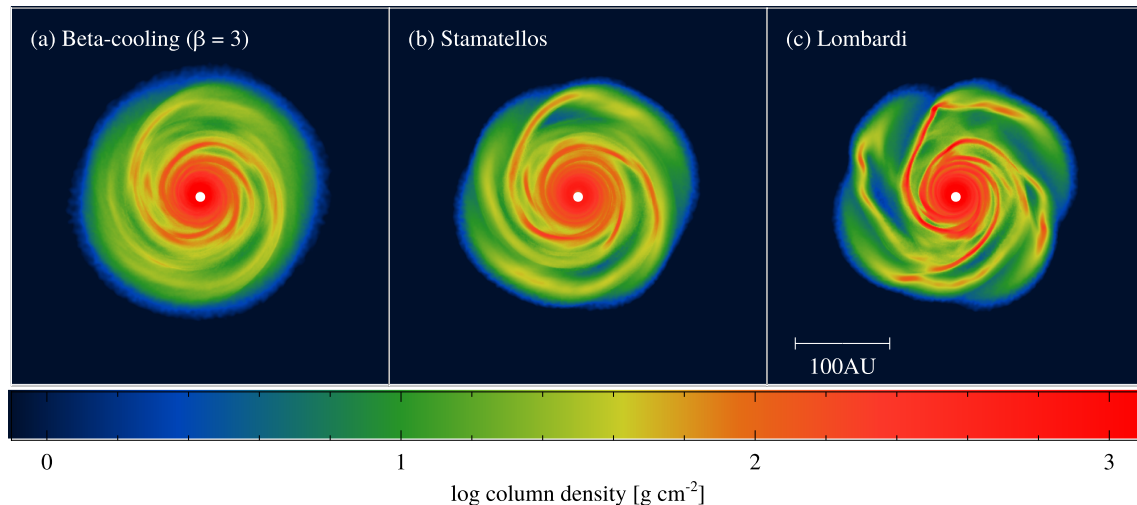 (a) Beta-cooling (β = 3)
(b) Stamatellos
(c) Lombardi
100AU
0 1 2 3
log column density [g cm⁻²]